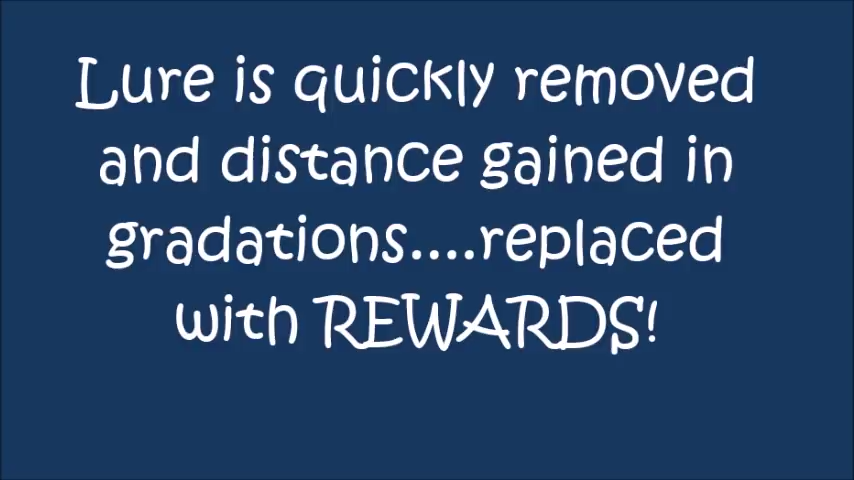 Lure is quickly removed
and distance gained in
gradations....replaced
with REWARDS!